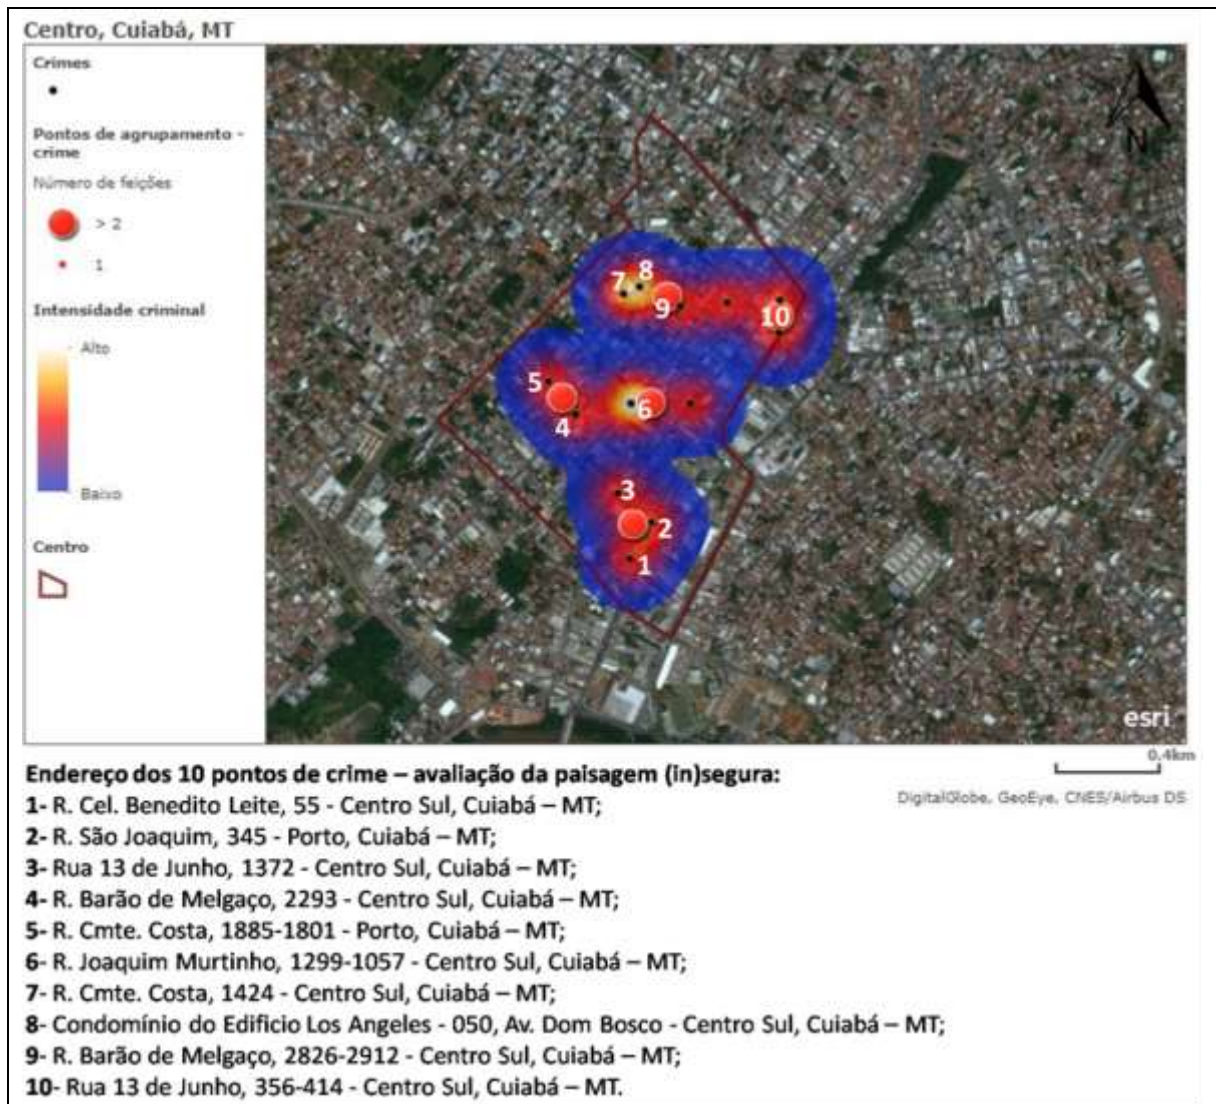 Centro, Cuiabá, MT
Crimes
Pontos de agrupamento -
crime
Número de feições
> 2
1
Intensidade criminal
Alto
Baixo
Centro
N
7
8
9
10
5
6
4
3
2
1
esri
0.4km
DigitalGlobe, GeoEye, CNES/Airbus DS
Endereço dos 10 pontos de crime – avaliação da paisagem (in)segura:
1- R. Cel. Benedito Leite, 55 - Centro Sul, Cuiabá – MT;
2- R. São Joaquim, 345 - Porto, Cuiabá – MT;
3- Rua 13 de Junho, 1372 - Centro Sul, Cuiabá – MT;
4- R. Barão de Melgaço, 2293 - Centro Sul, Cuiabá – MT;
5- R. Cmte. Costa, 1885-1801 - Porto, Cuiabá – MT;
6- R. Joaquim Murtinho, 1299-1057 - Centro Sul, Cuiabá – MT;
7- R. Cmte. Costa, 1424 - Centro Sul, Cuiabá – MT;
8- Condomínio do Edificio Los Angeles - 050, Av. Dom Bosco - Centro Sul, Cuiabá – MT;
9- R. Barão de Melgaço, 2826-2912 - Centro Sul, Cuiabá – MT;
10- Rua 13 de Junho, 356-414 - Centro Sul, Cuiabá – MT.